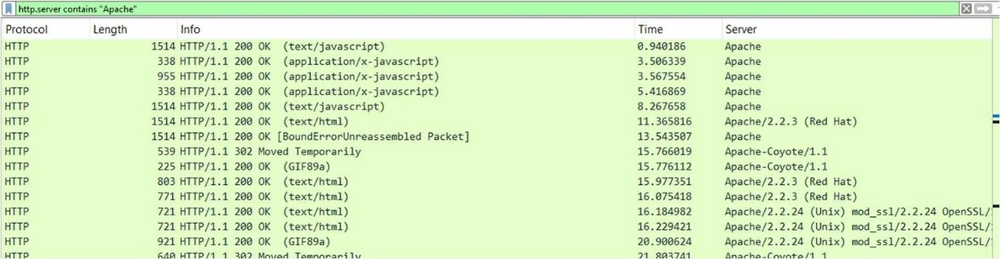 http.server contains "Apache"
Protocol Length Info Time Server
HTTP 1514 HTTP/1.1 200 OK (text/javascript) 0.940186 Apache
HTTP 338 HTTP/1.1 200 OK (application/x-javascript) 3.506339 Apache
HTTP 955 HTTP/1.1 200 OK (application/x-javascript) 3.567554 Apache
HTTP 338 HTTP/1.1 200 OK (application/x-javascript) 5.416869 Apache
HTTP 1514 HTTP/1.1 200 OK (text/javascript) 8.267658 Apache
HTTP 1514 HTTP/1.1 200 OK (text/html) 11.365816 Apache/2.2.3 (Red Hat)
HTTP 1514 HTTP/1.1 200 OK [BoundErrorUnreassembled Packet] 13.543507 Apache
HTTP 539 HTTP/1.1 302 Moved Temporarily 15.766019 Apache-Coyote/1.1
HTTP 225 HTTP/1.1 200 OK (GIF89a) 15.776112 Apache-Coyote/1.1
HTTP 803 HTTP/1.1 200 OK (text/html) 15.977351 Apache/2.2.3 (Red Hat)
HTTP 771 HTTP/1.1 200 OK (text/html) 16.075418 Apache/2.2.3 (Red Hat)
HTTP 721 HTTP/1.1 200 OK (text/html) 16.184982 Apache/2.2.24 (Unix) mod_ssl/2.2.24 OpenSSL/
HTTP 721 HTTP/1.1 200 OK (text/html) 16.229421 Apache/2.2.24 (Unix) mod_ssl/2.2.24 OpenSSL/
HTTP 921 HTTP/1.1 200 OK (GIF89a) 20.900624 Apache/2.2.24 (Unix) mod_ssl/2.2.24 OpenSSL/
HTTP 640 HTTP/1.1 302 Moved Temporarily 21.803741 Apache-Coyote/1.1